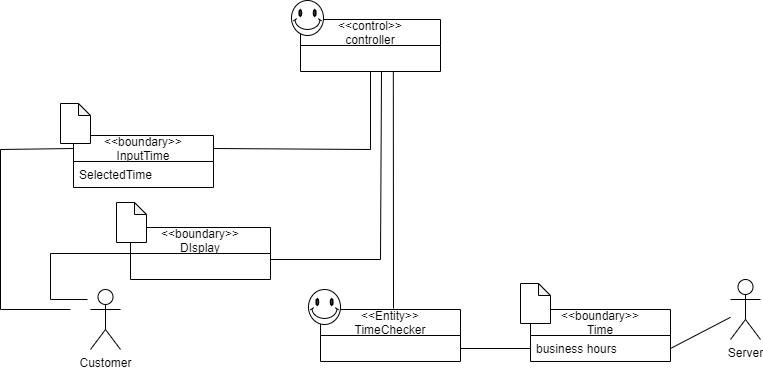 <<control>>
controller
<<boundary>>
InputTime
SelectedTime
<<boundary>>
DIsplay
<<Entity>>
TimeChecker
<<boundary>>
Time
business hours
Customer
Server